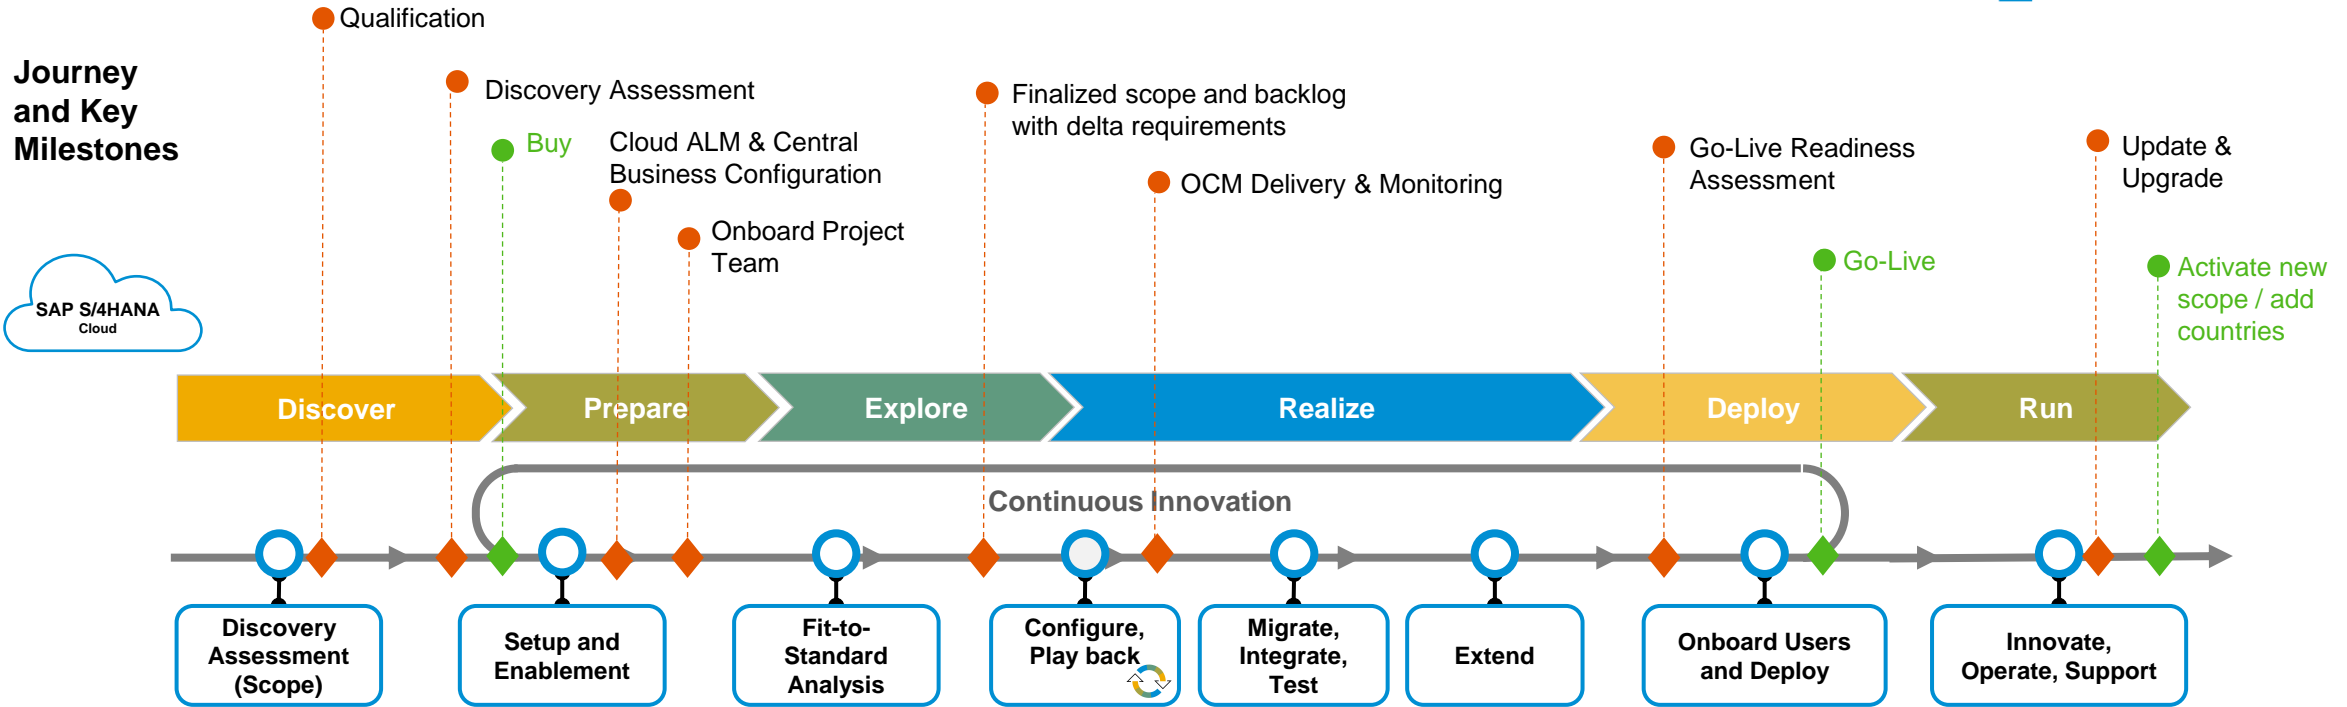 Qualification
Journey
and Key
Milestones
Discovery Assessment
Buy
Cloud ALM & Central
Business Configuration
Onboard Project
Team
Finalized scope and backlog
with delta requirements
OCM Delivery & Monitoring
Go-Live Readiness
Assessment
Go-Live
Update &
Upgrade
Activate new
scope / add
countries
SAP S/4HANA
Cloud
Discover
Prepare
Explore
Realize
Deploy
Run
Continuous Innovation
Discovery
Assessment
(Scope)
Setup and
Enablement
Fit-to-
Standard
Analysis
Configure,
Play back
Migrate,
Integrate,
Test
Extend
Onboard Users
and Deploy
Innovate,
Operate, Support